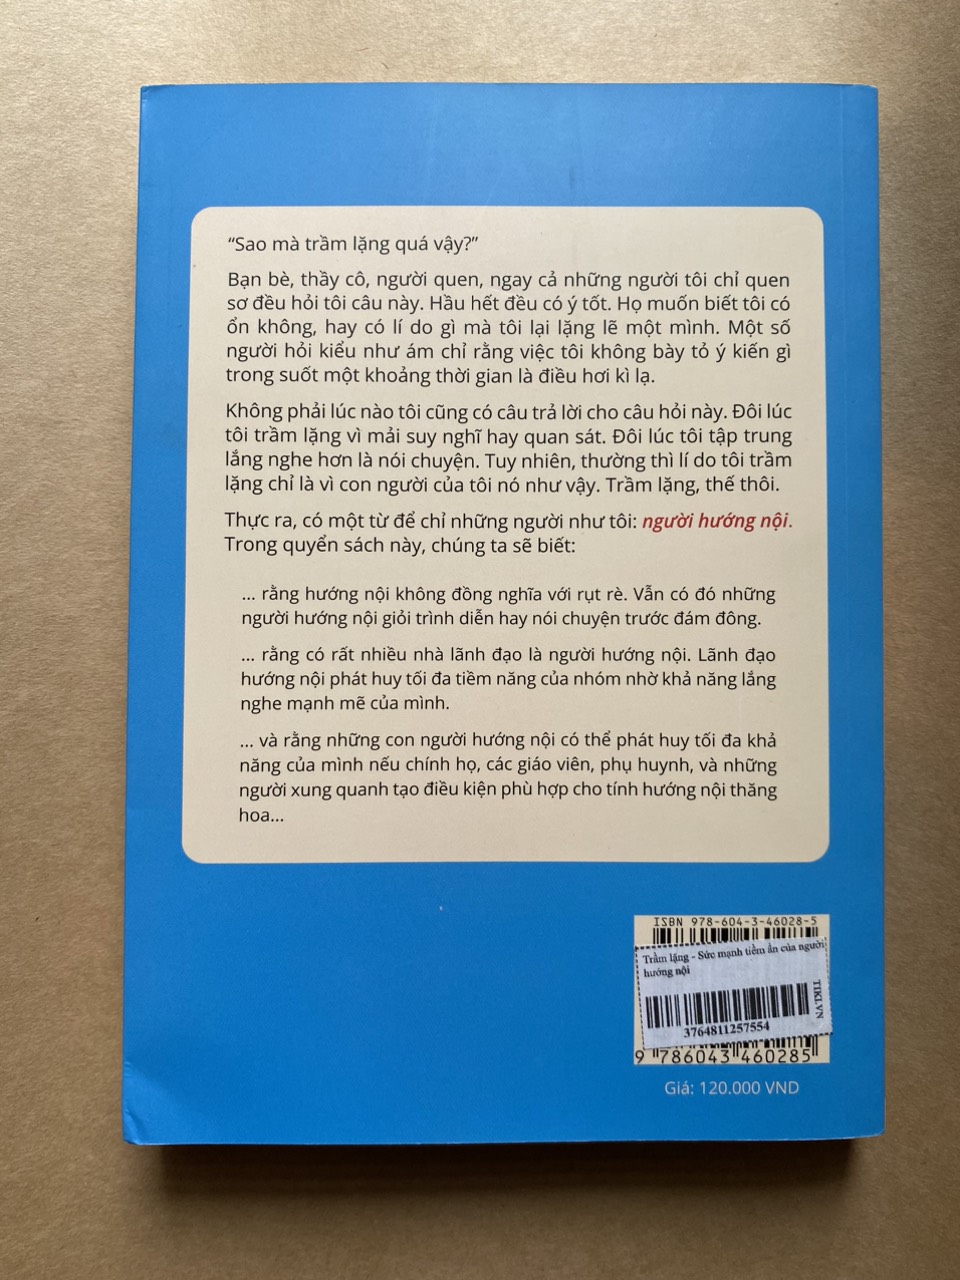 “Sao mà trầm lặng quá vậy?”
Bạn bè, thầy cô, người quen, ngay cả những người tôi chỉ quen
sơ đều hỏi tôi câu này. Hầu hết đều có ý tốt. Họ muốn biết tôi có
ổn không, hay có lí do gì mà tôi lại lặng lẽ một mình. Một số
người hỏi kiểu như ám chỉ rằng việc tôi không bày tỏ ý kiến gì
trong suốt một khoảng thời gian là điều hơi kì lạ.
Không phải lúc nào tôi cũng có câu trả lời cho câu hỏi này. Đôi lúc
tôi trầm lặng vì mải suy nghĩ hay quan sát. Đôi lúc tôi tập trung
lắng nghe hơn là nói chuyện. Tuy nhiên, thường thì lí do tôi trầm
lặng chỉ là vì con người của tôi nó như vậy. Trầm lặng, thế thôi.
Thực ra, có một từ để chỉ những người như tôi: người hướng nội.
Trong quyển sách này, chúng ta sẽ biết:
... rằng hướng nội không đồng nghĩa với rụt rè. Vẫn có đó những
người hướng nội giỏi trình diễn hay nói chuyện trước đám đông.
... rằng có rất nhiều nhà lãnh đạo là người hướng nội. Lãnh đạo
hướng nội phát huy tối đa tiềm năng của nhóm nhờ khả năng lắng
nghe mạnh mẽ của mình.
... và rằng những con người hướng nội có thể phát huy tối đa khả
năng của mình nếu chính họ, các giáo viên, phụ huynh, và những
người xung quanh tạo điều kiện phù hợp cho tính hướng nội thăng
hoa...
ISBN 978-604-3-46028-5
Trầm lặng - Sức mạnh tiềm ẩn của người
hướng nội
TIKI.VN
3764811257554
9 786043 460285
Giá: 120.000 VND